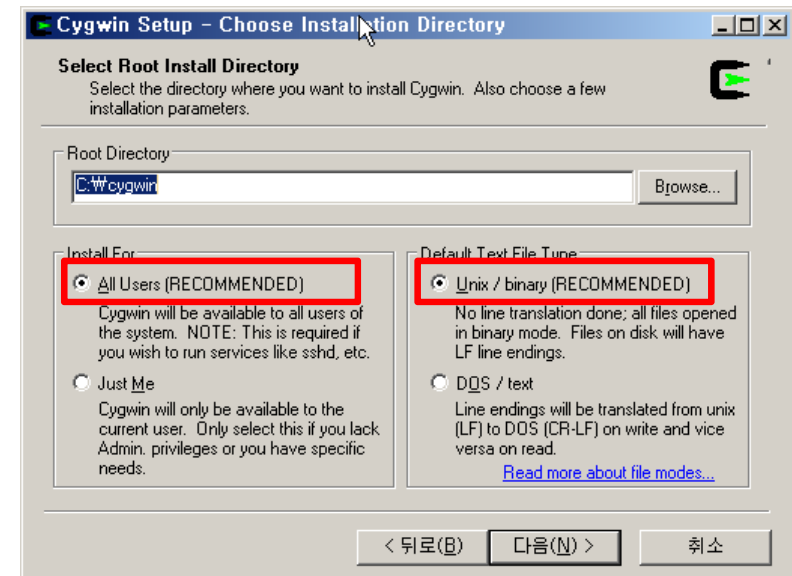 Cygwin Setup - Choose Installation Directory
Select Root Install Directory
Select the directory where you want to install Cygwin. Also choose a few
installation parameters.
Root Directory
C:₩cygwin
Browse...
Install For
All Users (RECOMMENDED)
Cygwin will be available to all users of
the system. NOTE: This is required if
you wish to run services like sshd, etc.
Just Me
Cygwin will only be available to the
current user. Only select this if you lack
Admin. privileges or you have specific
needs.
Default Text File Type
Unix / binary (RECOMMENDED)
No line translation done; all files opened
in binary mode. Files on disk will have
LF line endings.
DOS / text
Line endings will be translated from unix
(LF) to DOS (CR-LF) on write and vice
versa on read.
Read more about file modes...
< 뒤로(B)
다음(N) >
취소